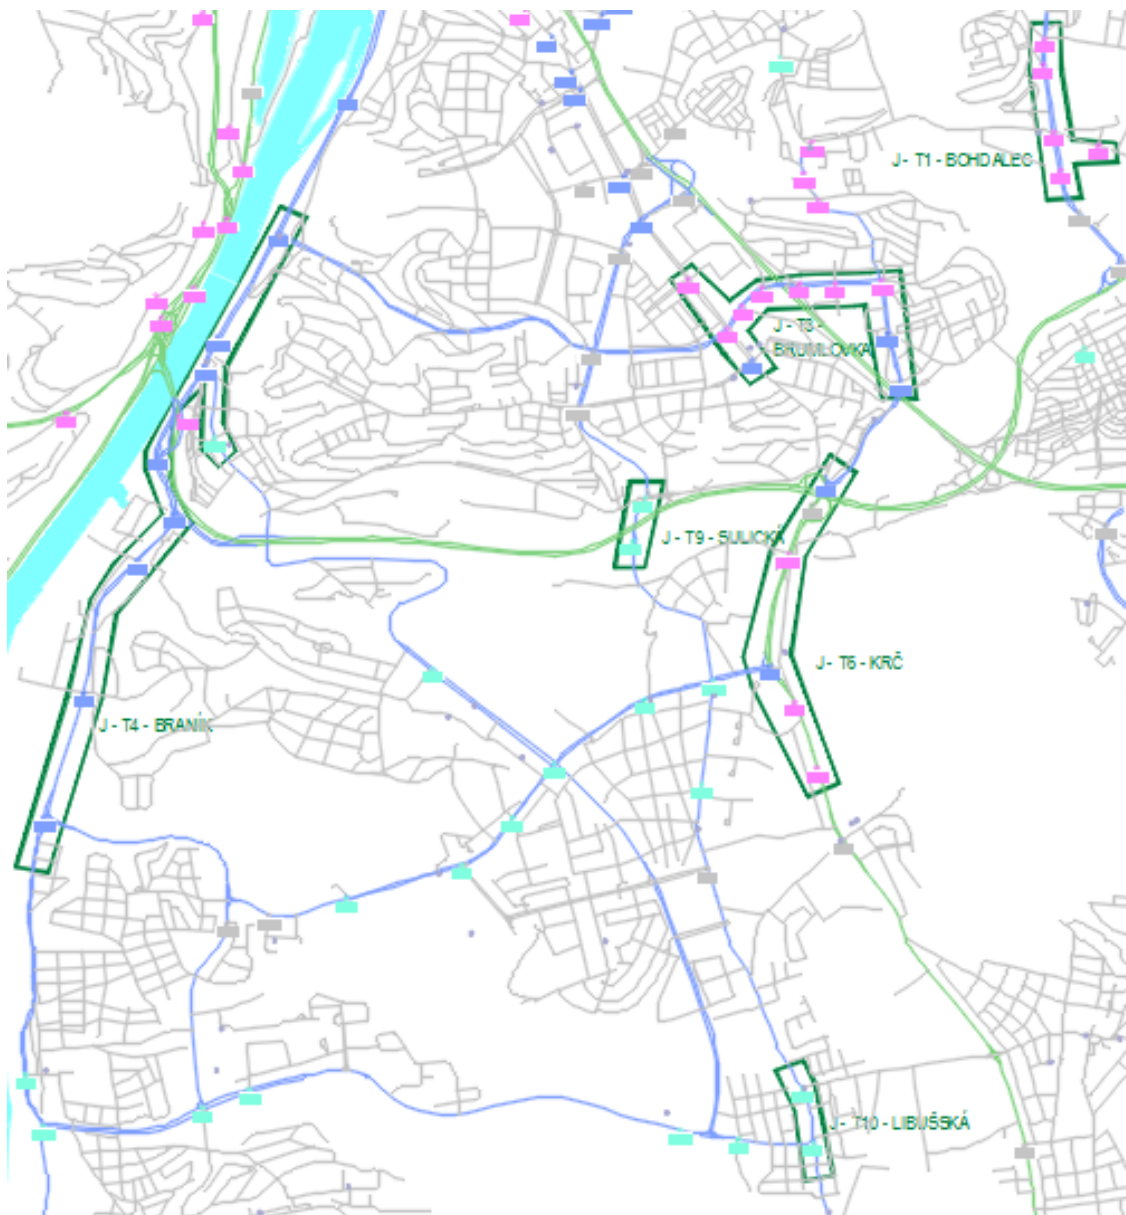 J - T1 - BOHDALEC
J - T3 -
BRUMLOVKA
J - T9 - SULICKÁ
J - T6 - KRČ
J - T4 - BRANÍK
J - T10 - LIBUŠSKÁ